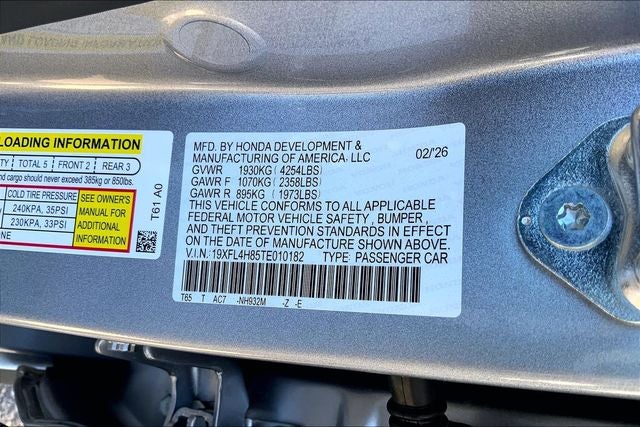 LOADING INFORMATION
TY | TOTAL 5 | FRONT 2 | REAR 3
nd cargo should never exceed 385kg or 850lbs.
COLD TIRE PRESSURE
240KPA, 35PSI
230KPA, 33PSI
NE
SEE OWNER'S
MANUAL FOR
ADDITIONAL
INFORMATION
T61 A0
MFD. BY HONDA DEVELOPMENT &
MANUFACTURING OF AMERICA, LLC 02/'26
GVWR 1930KG (4254LBS)
GAWR F 1070KG (2358LBS)
GAWR R 895KG (1973LBS)
THIS VEHICLE CONFORMS TO ALL APPLICABLE
FEDERAL MOTOR VEHICLE SAFETY, BUMPER,
AND THEFT PREVENTION STANDARDS IN EFFECT
ON THE DATE OF MANUFACTURE SHOWN ABOVE.
V.I.N. 19XFL4H85TE010182 TYPE: PASSENGER CAR
T65 T AC7 -NH932M -Z -E